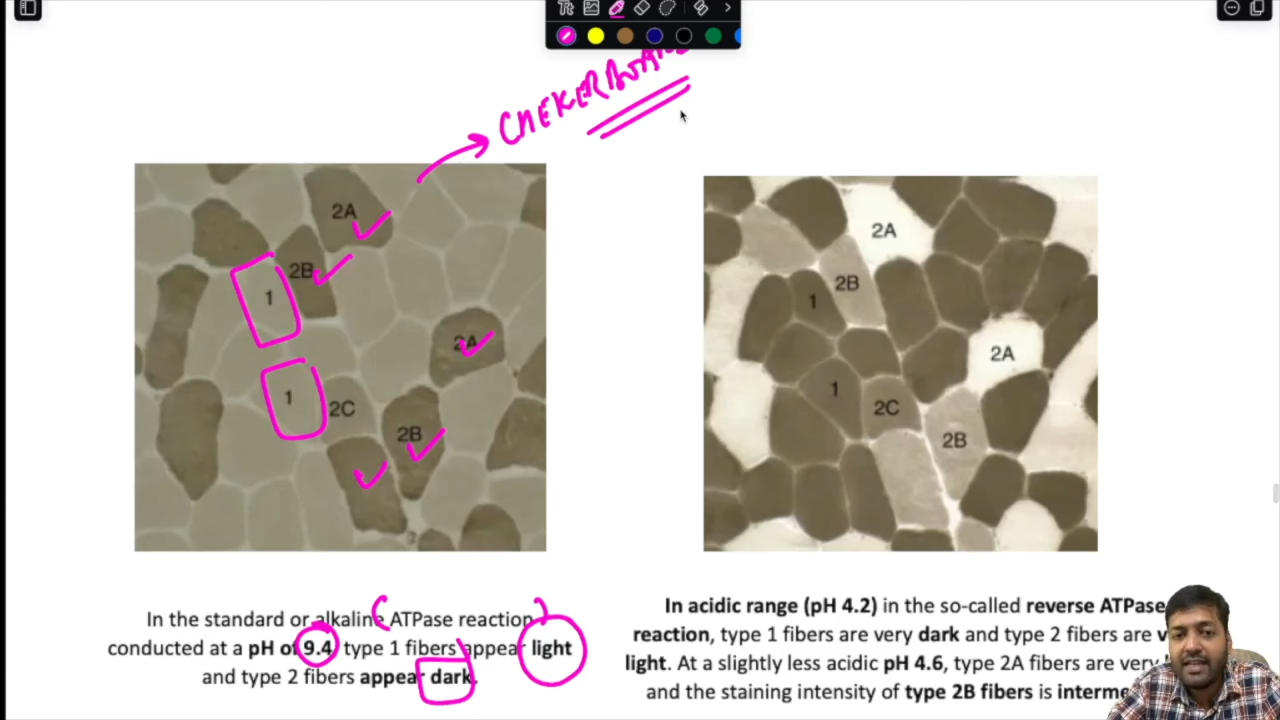 Tt
2A
2B
1
2A
1
2C
2B
2A
2B
1
2A
1
2C
2B
In the standard or alkaline ATPase reaction
conducted at a pH of 9.4 type 1 fibers appear light
and type 2 fibers appear dark.
In acidic range (pH 4.2) in the so-called reverse ATPase
reaction, type 1 fibers are very dark and type 2 fibers are
light. At a slightly less acidic pH 4.6, type 2A fibers are very
and the staining intensity of type 2B fibers is